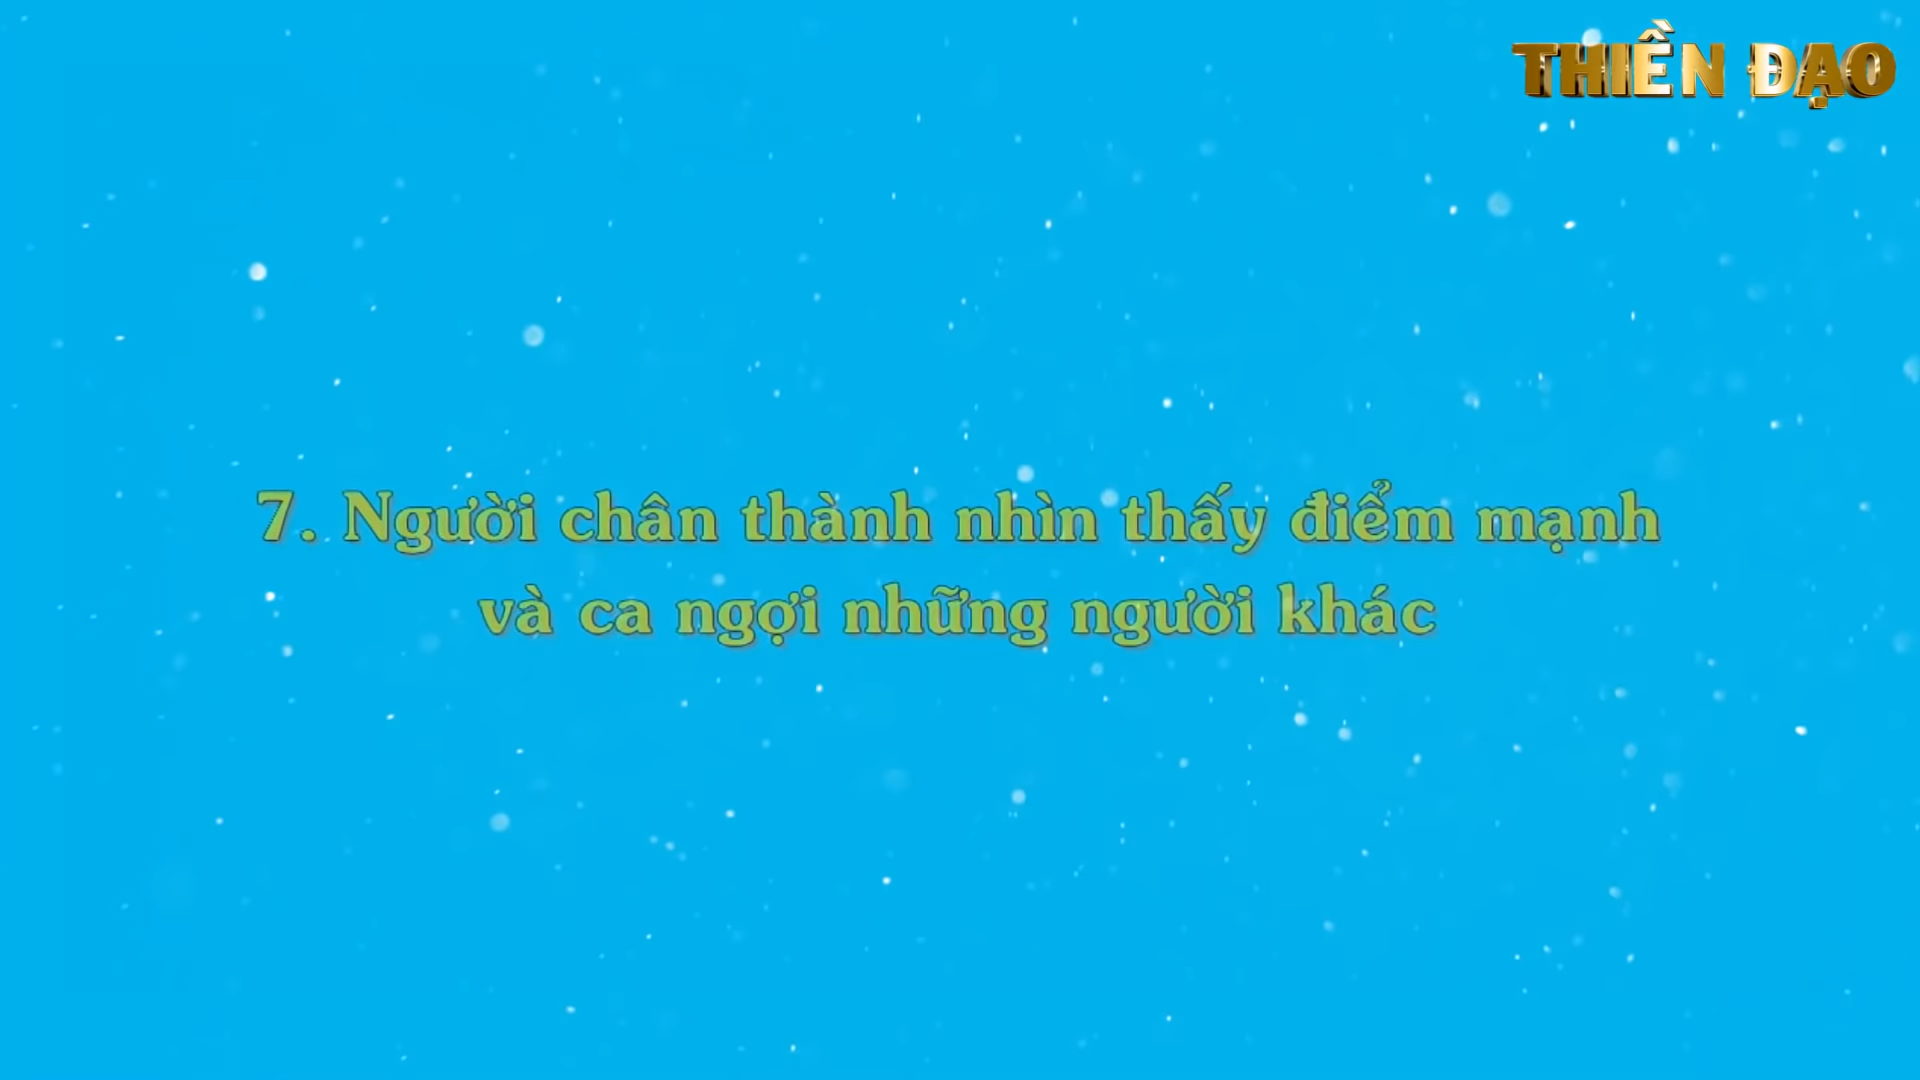 THIỀN ĐẠO
7. Người chân thành nhìn thấy điểm mạnh
và ca ngợi những người khác